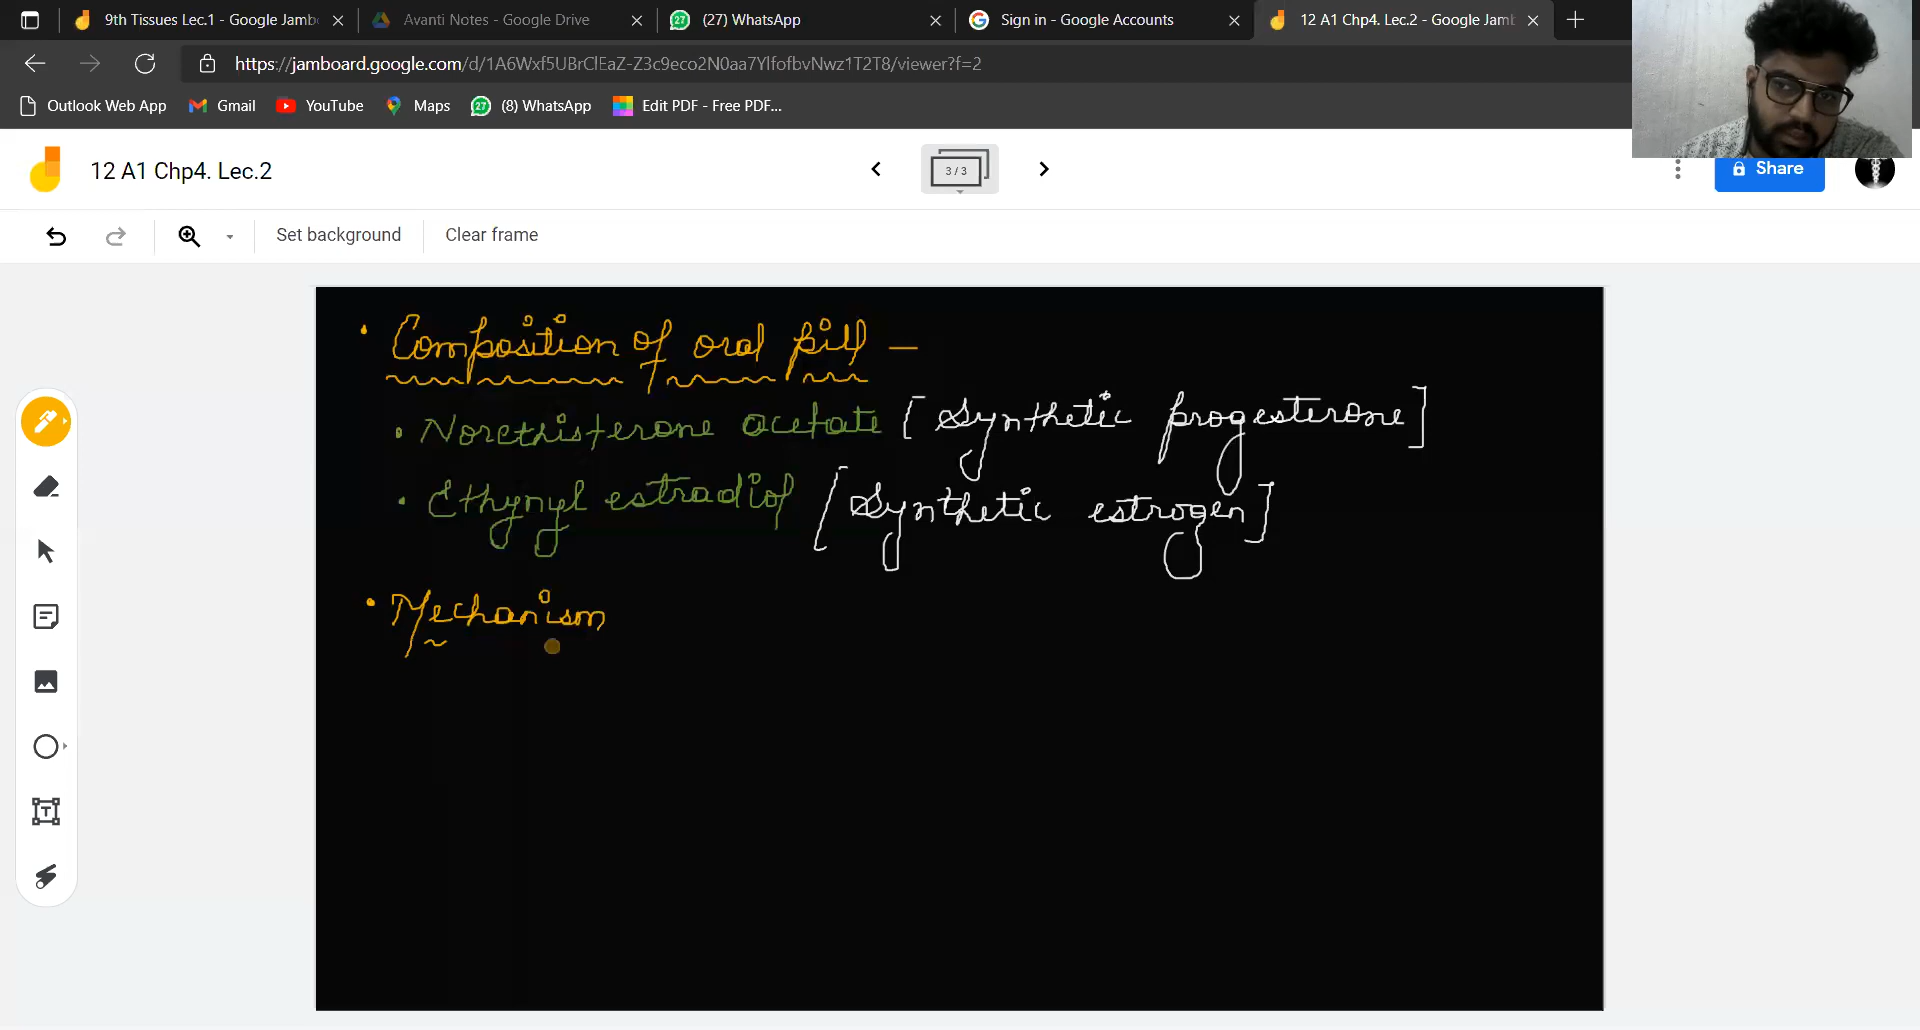 9th Tissues Lec.1 - Google Jambo
Avanti Notes - Google Drive
(27) WhatsApp
Sign in - Google Accounts
12 A1 Chp4. Lec.2 - Google Jamb
https://jamboard.google.com/d/1A6Wxf5UBrClEaZ-Z3c9eco2N0aa7YlfofbvNwz1T2T8/viewer?f=2
Outlook Web App
Gmail
YouTube
Maps
(8) WhatsApp
Edit PDF - Free PDF...
12 A1 Chp4. Lec.2
3 / 3
Share
Set background
Clear frame
• Composition of oral pill —
• Norethisterone acetate [Synthetic progesterone]
• Ethynyl estradiol [Synthetic estrogen]
• Mechanism